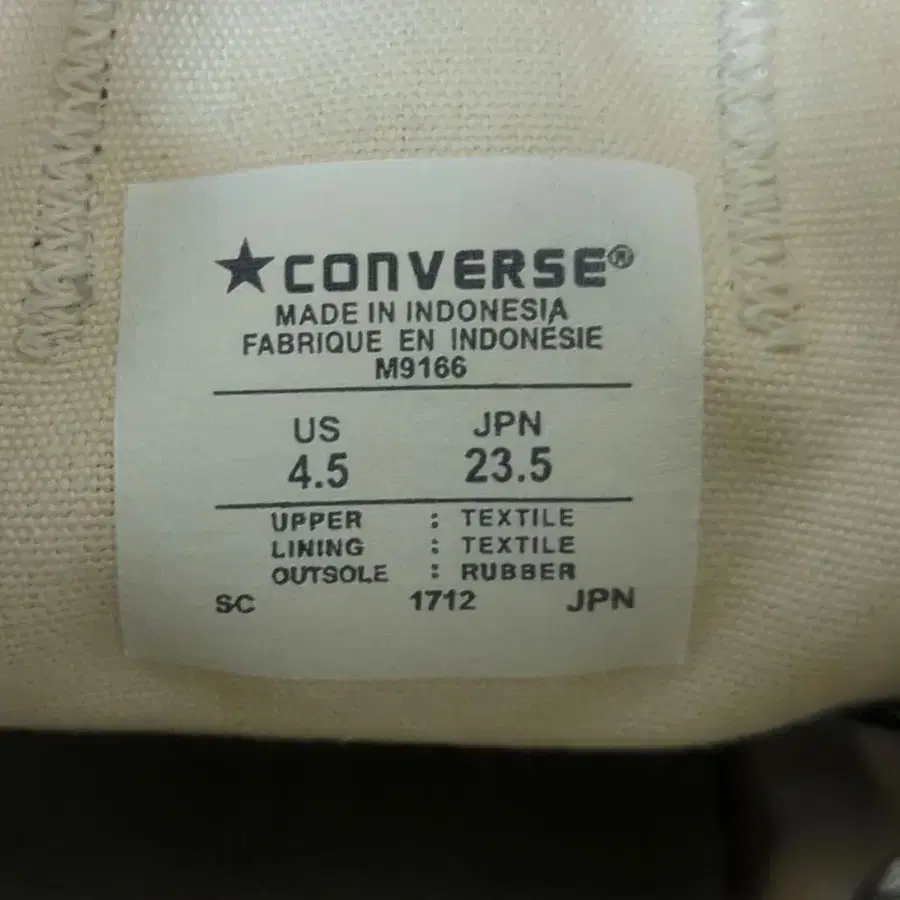 ★CONVERSE®
MADE IN INDONESIA
FABRIQUE EN INDONÉSIE
M9166
US JPN
4.5 23.5
UPPER : TEXTILE
LINING : TEXTILE
OUTSOLE : RUBBER
SC 1712 JPN